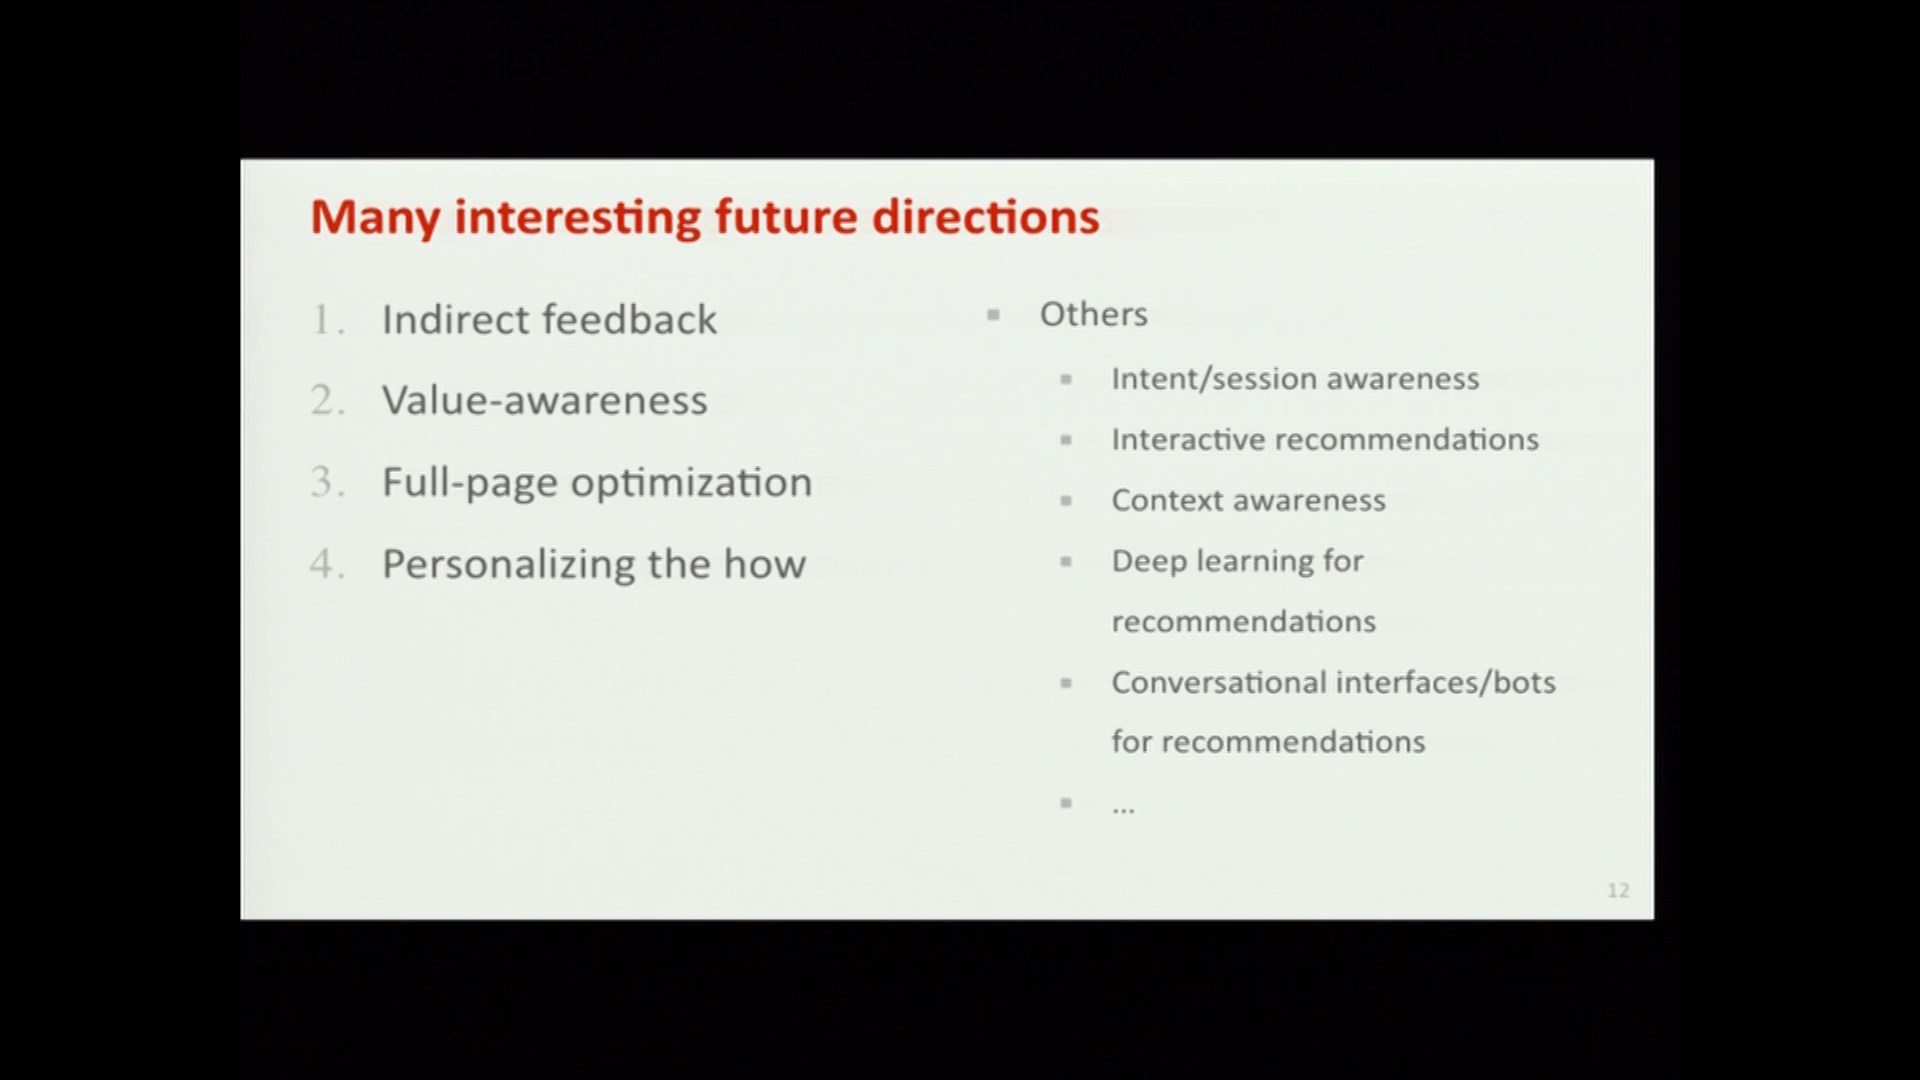 Many interesting future directions
1. Indirect feedback
2. Value-awareness
3. Full-page optimization
4. Personalizing the how
▪ Others
▪ Intent/session awareness
▪ Interactive recommendations
▪ Context awareness
▪ Deep learning for
recommendations
▪ Conversational interfaces/bots
for recommendations
▪ ...
12